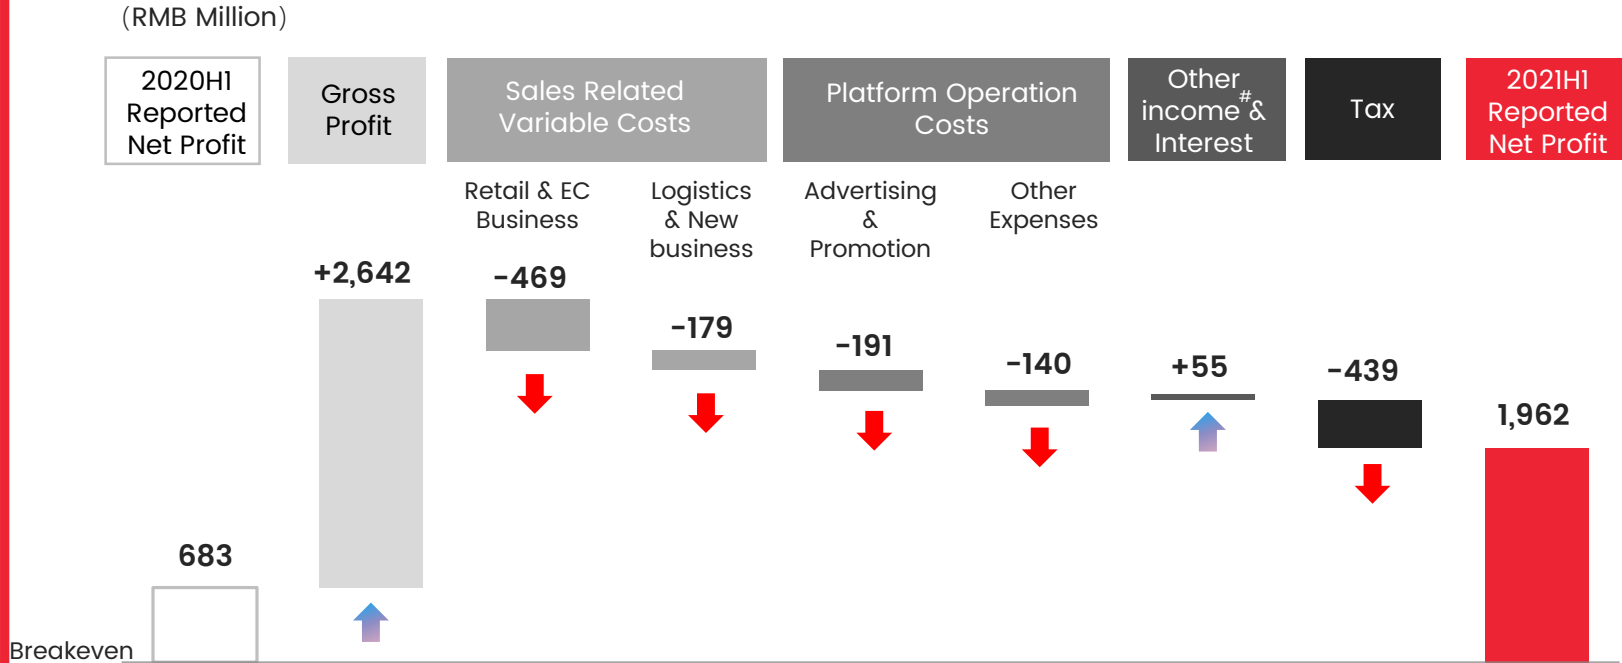 (RMB Million)
2020H1
Reported
Net Profit
Gross
Profit
Sales Related
Variable Costs
Platform Operation
Costs
Other
income#&
Interest
Tax
2021H1
Reported
Net Profit
Retail & EC
Business
Logistics
& New
business
Advertising
&
Promotion
Other
Expenses
+2,642
-469
-179
-191
-140
+55
-439
1,962
683
Breakeven